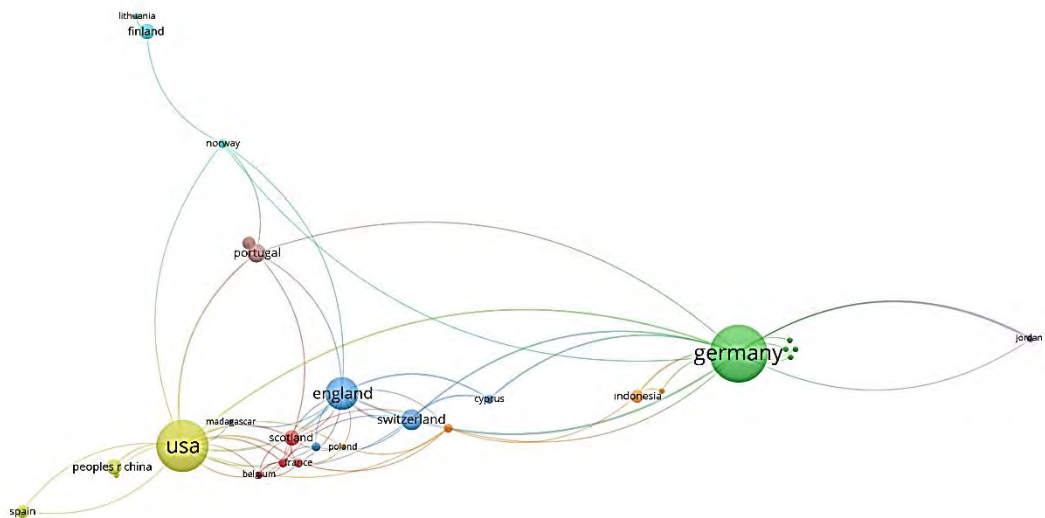 lithuania
finland
norway
portugal
germany
jordan
england
cyprus
indonesia
switzerland
madagascar
scotland
poland
usa
france
peoples r china
belgium
spain